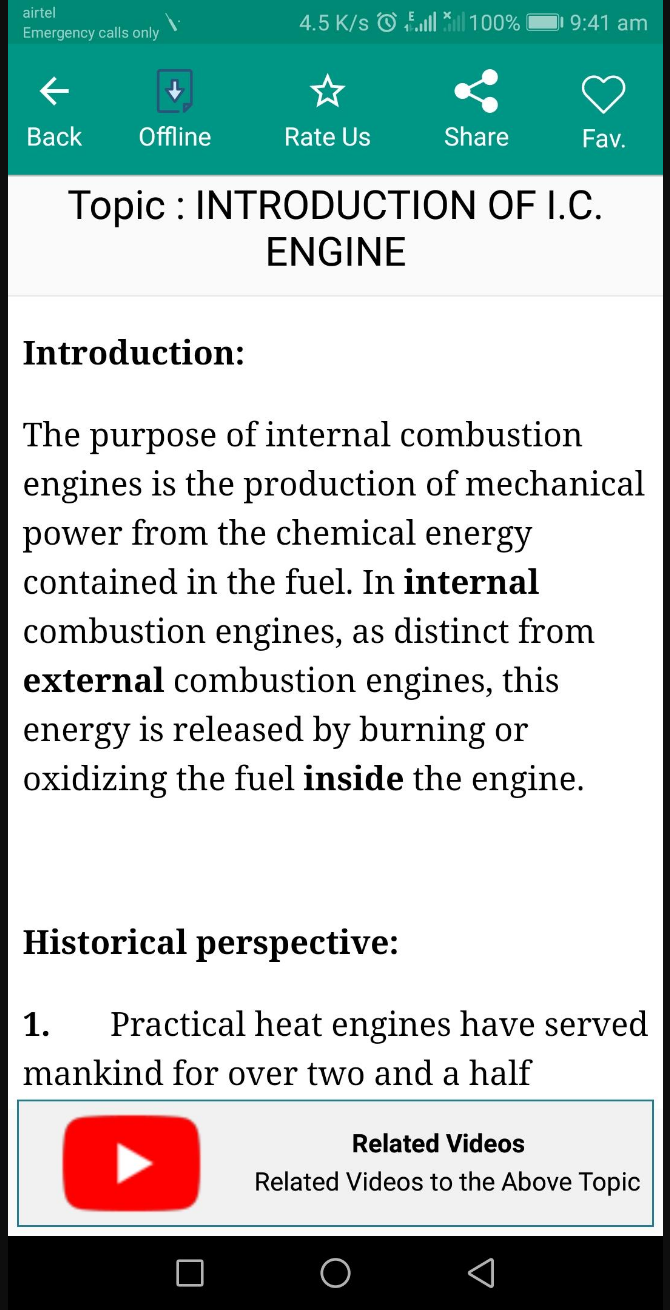 airtel
Emergency calls only
4.5 K/s
E
100%
9:41 am
Back
Offline
Rate Us
Share
Fav.
Topic : INTRODUCTION OF I.C.
ENGINE
Introduction:
The purpose of internal combustion
engines is the production of mechanical
power from the chemical energy
contained in the fuel. In internal
combustion engines, as distinct from
external combustion engines, this
energy is released by burning or
oxidizing the fuel inside the engine.
Historical perspective:
1. Practical heat engines have served
mankind for over two and a half
Related Videos
Related Videos to the Above Topic